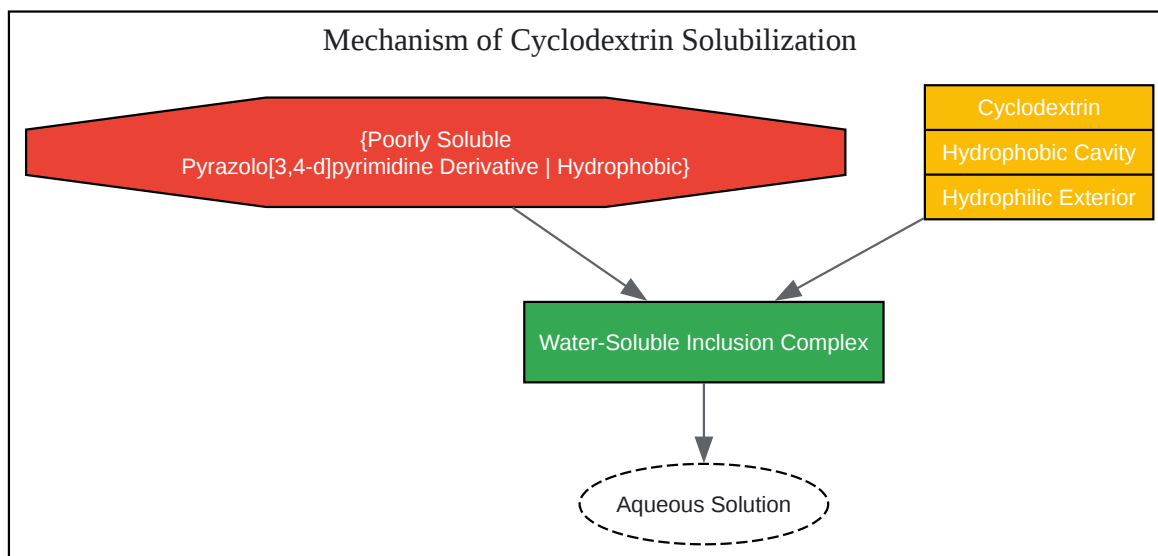 Mechanism of Cyclodextrin Solubilization
{Poorly Soluble
Pyrazolo[3,4-d]pyrimidine Derivative | Hydrophobic}
Cyclodextrin
Hydrophobic Cavity
Hydrophilic Exterior
Water-Soluble Inclusion Complex
Aqueous Solution